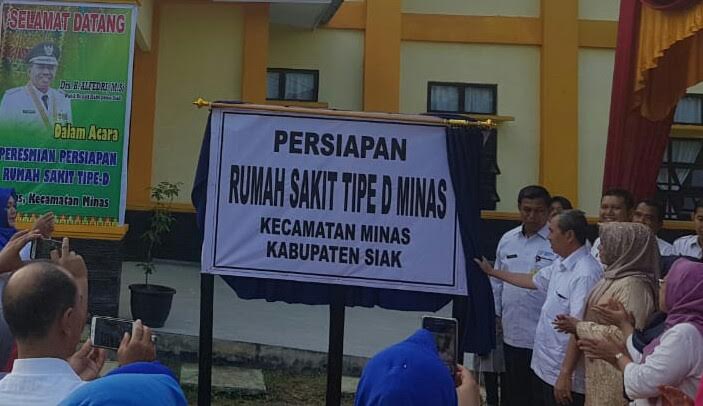 SELAMAT DATANG
Drs. H. ALFEDRI, M.Si
Dalam Acara
PERESMIAN PERSIAPAN
RUMAH SAKIT TIPE-D
Kecamatan Minas
PERSIAPAN
RUMAH SAKIT TIPE D MINAS
KECAMATAN MINAS
KABUPATEN SIAK